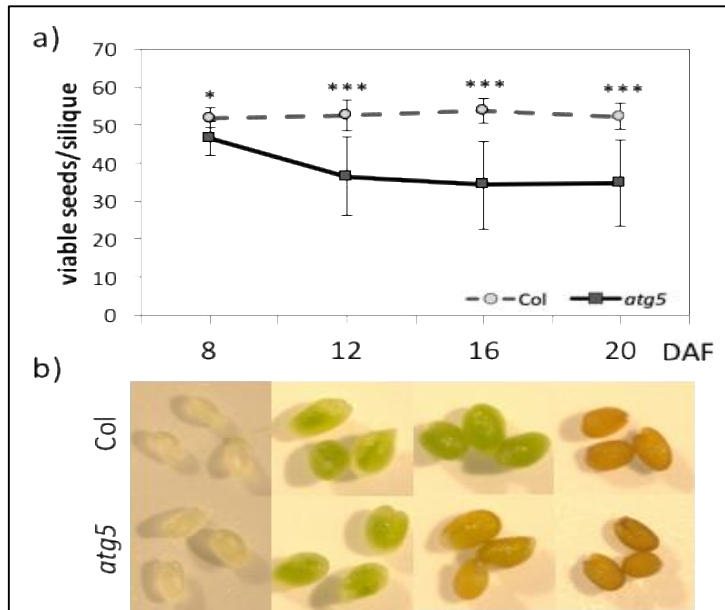 a)
70
60
50
40
30
20
10
0
viable seeds/silique
* *** *** ***
Col atg5
8 12 16 20 DAF
b)
Col
atg5